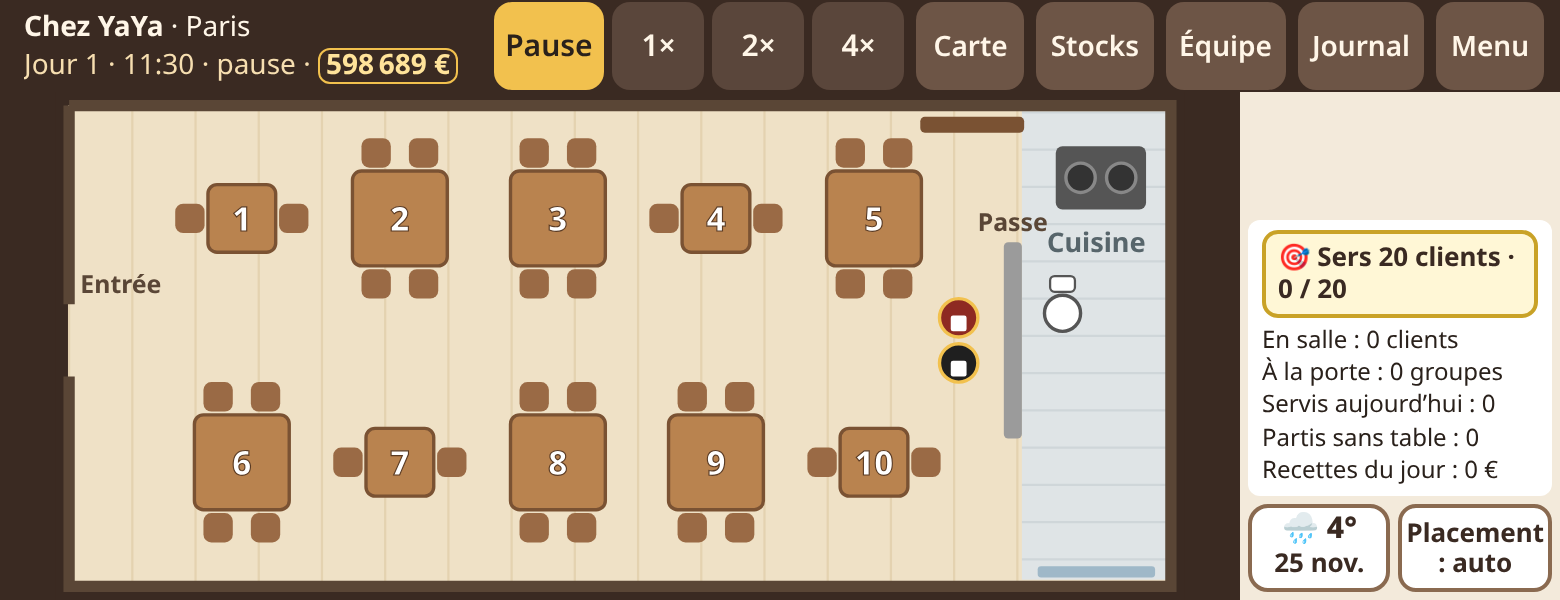 Chez YaYa · Paris
Jour 1 · 11:30 · pause · 598 689 €
Pause
1×
2×
4×
Carte
Stocks
Équipe
Journal
Menu
1
2
3
4
5
Passe
Cuisine
Entrée
6
7
8
9
10
Sers 20 clients ·
0 / 20
En salle : 0 clients
À la porte : 0 groupes
Servis aujourd’hui : 0
Partis sans table : 0
Recettes du jour : 0 €
4°
25 nov.
Placement
: auto